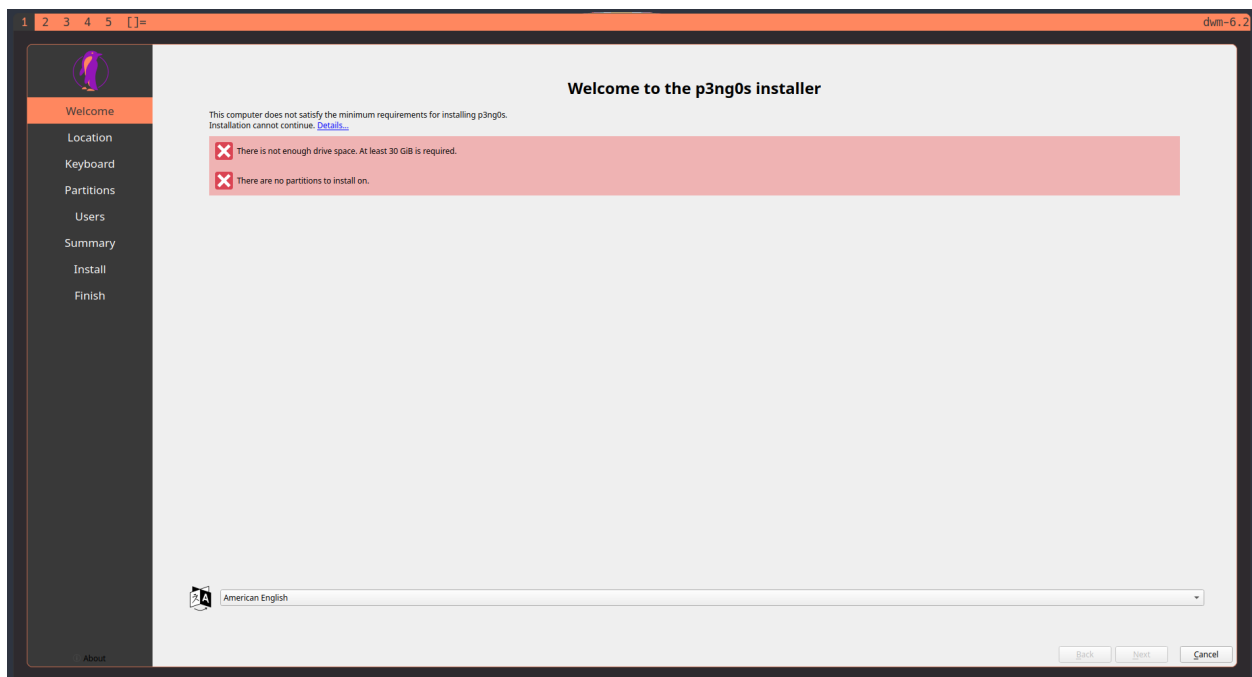 1 2 3 4 5 []= dwm-6.2
Welcome to the p3ng0s installer
Welcome
Location
Keyboard
Partitions
Users
Summary
Install
Finish
About
This computer does not satisfy the minimum requirements for installing p3ng0s.
Installation cannot continue. Details...
There is not enough drive space. At least 30 GiB is required.
There are no partitions to install on.
American English
Back Next Cancel